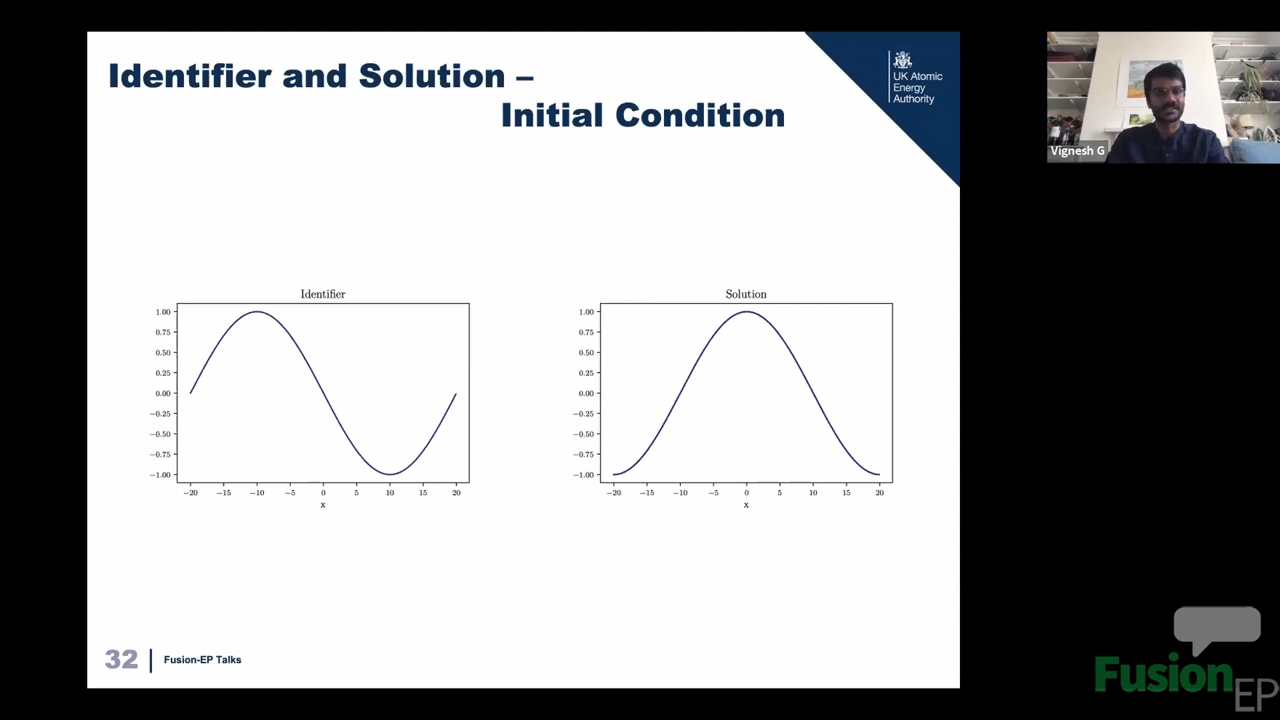 Identifier and Solution –
Initial Condition
UK Atomic
Energy
Authority
Vignesh G
Identifier
1.00
0.75
0.50
0.25
0.00
−0.25
−0.50
−0.75
−1.00
−20 −15 −10 −5 0 5 10 15 20
x
Solution
1.00
0.75
0.50
0.25
0.00
−0.25
−0.50
−0.75
−1.00
−20 −15 −10 −5 0 5 10 15 20
x
32 Fusion-EP Talks
Fusion
EP